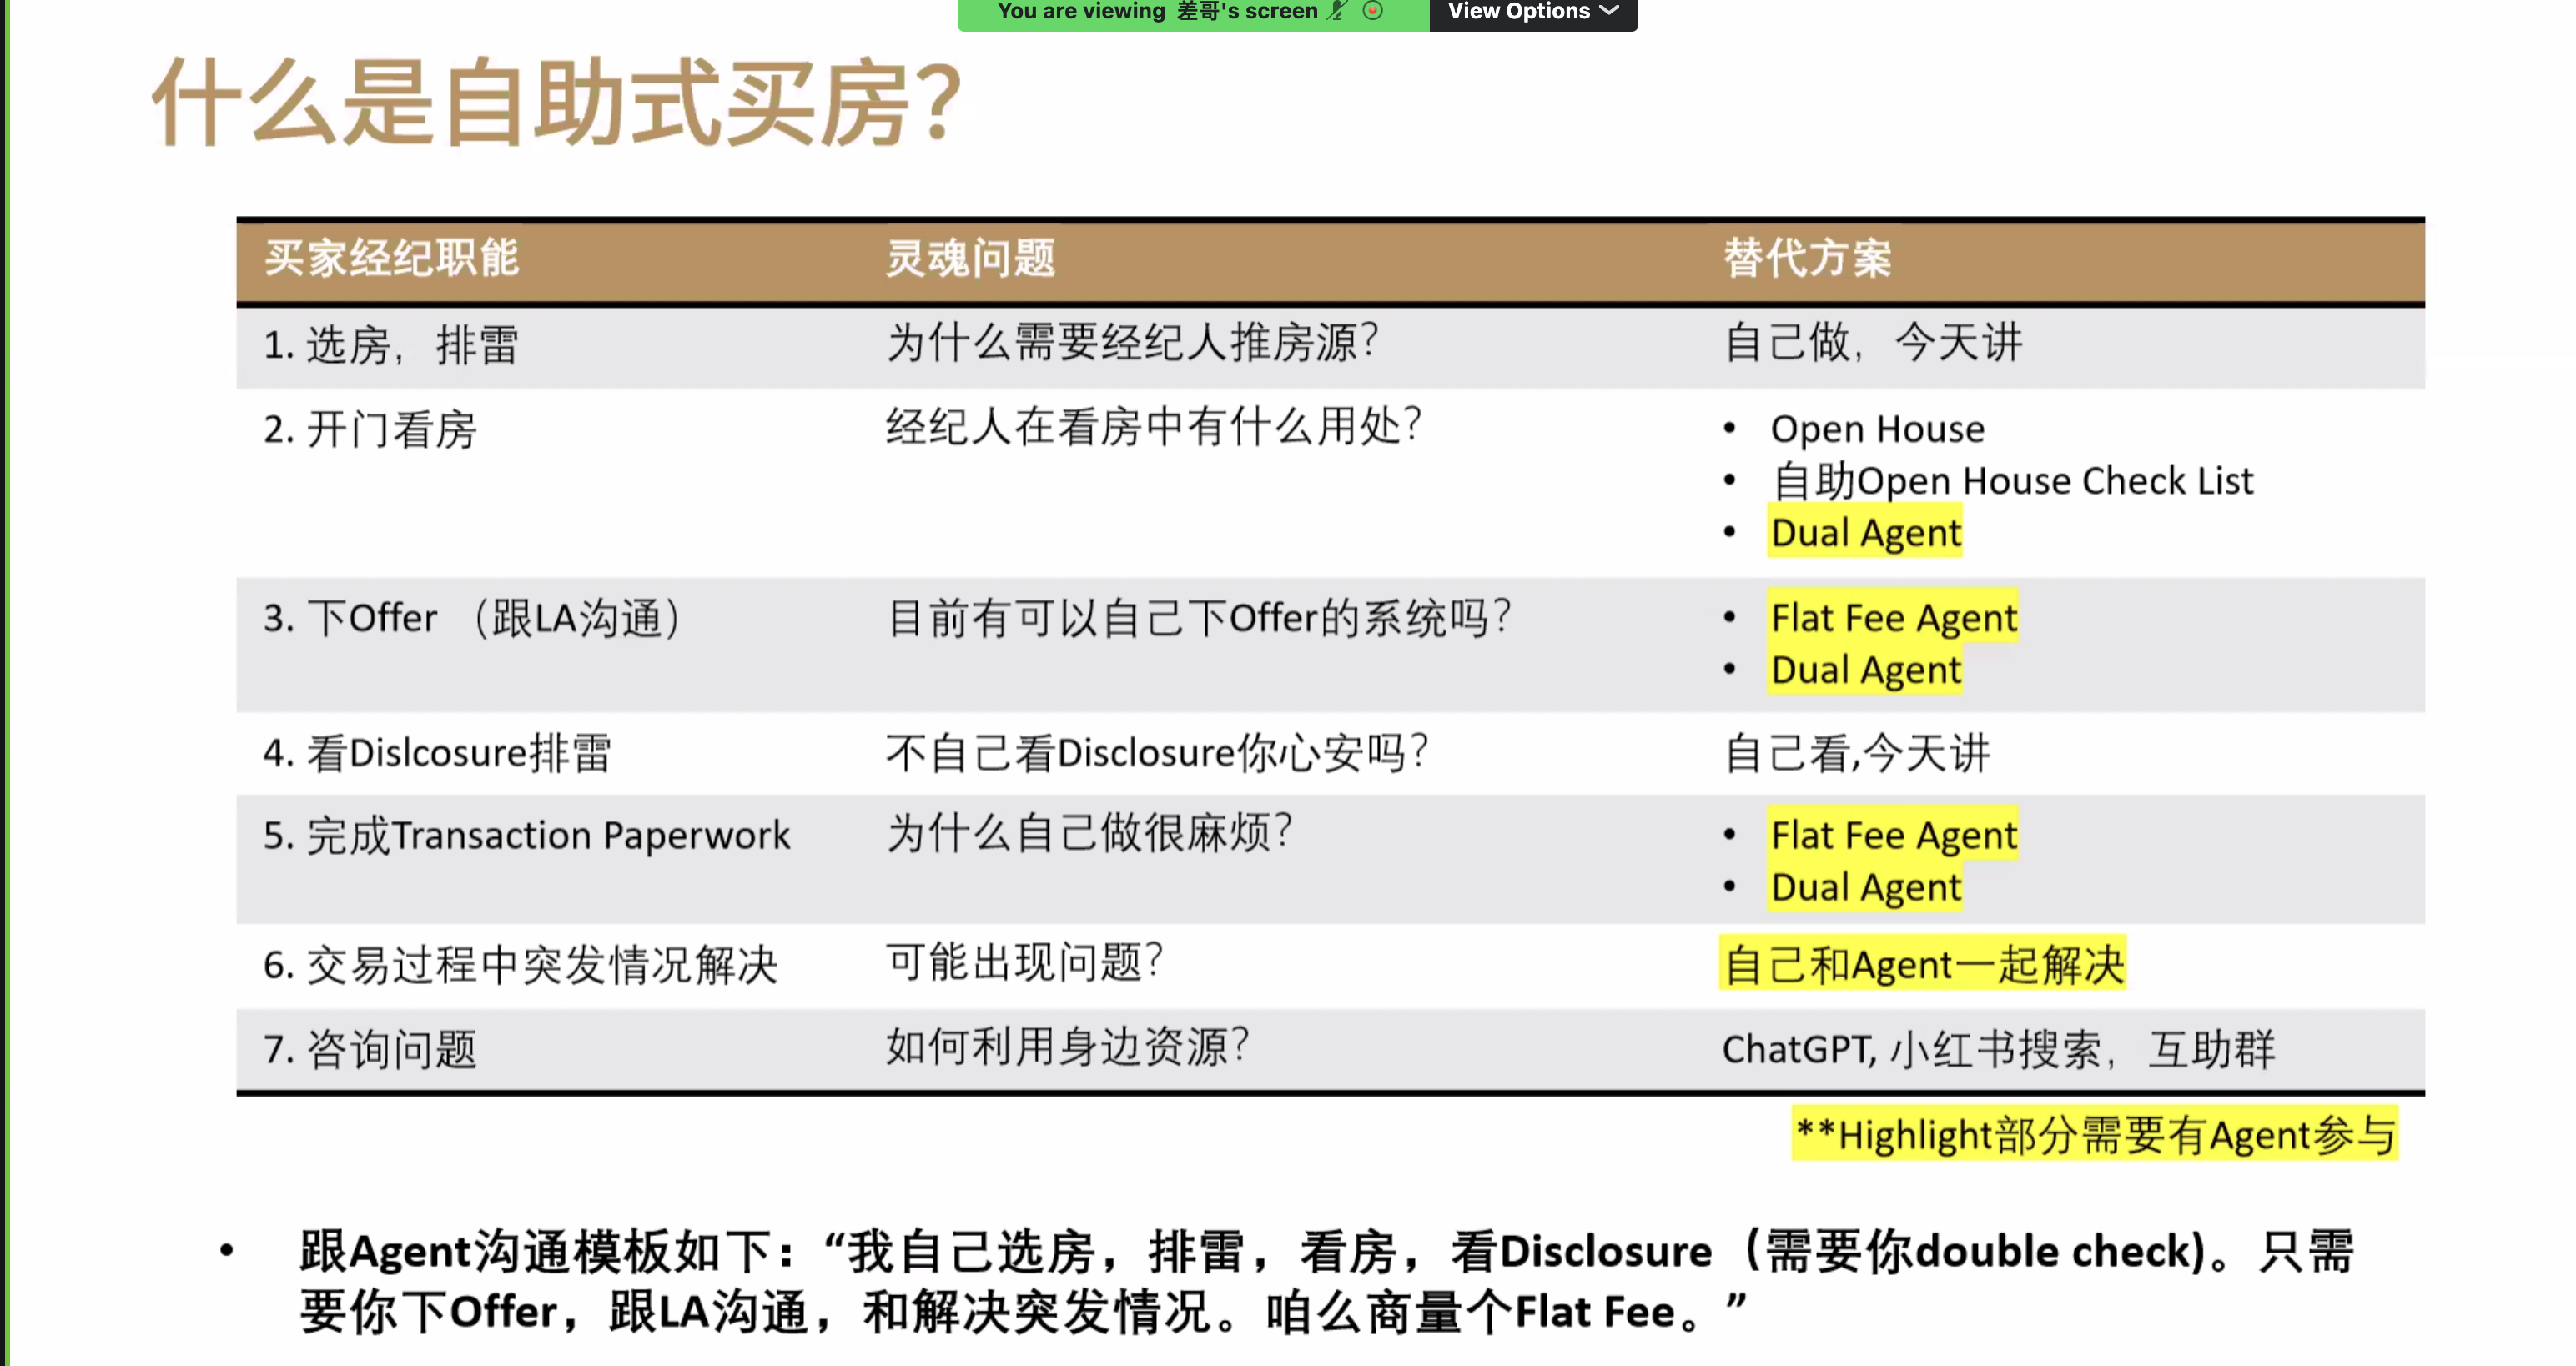 You are viewing 差哥's screen View Options
什么是自助式买房？
买家经纪职能 灵魂问题 替代方案
1. 选房，排雷 为什么需要经纪人推房源？ 自己做，今天讲
2. 开门看房 经纪人在看房中有什么用处？ • Open House
• 自助Open House Check List
• Dual Agent
3. 下Offer （跟LA沟通） 目前有可以自己下Offer的系统吗？ • Flat Fee Agent
• Dual Agent
4. 看Dislcosure排雷 不自己看Disclosure你心安吗？ 自己看,今天讲
5. 完成Transaction Paperwork 为什么自己做很麻烦？ • Flat Fee Agent
• Dual Agent
6. 交易过程中突发情况解决 可能出现问题？ 自己和Agent一起解决
7. 咨询问题 如何利用身边资源？ ChatGPT, 小红书搜索，互助群
**Highlight部分需要有Agent参与
• 跟Agent沟通模板如下：“我自己选房，排雷，看房，看Disclosure（需要你double check)。只需
要你下Offer，跟LA沟通，和解决突发情况。咱么商量个Flat Fee。”